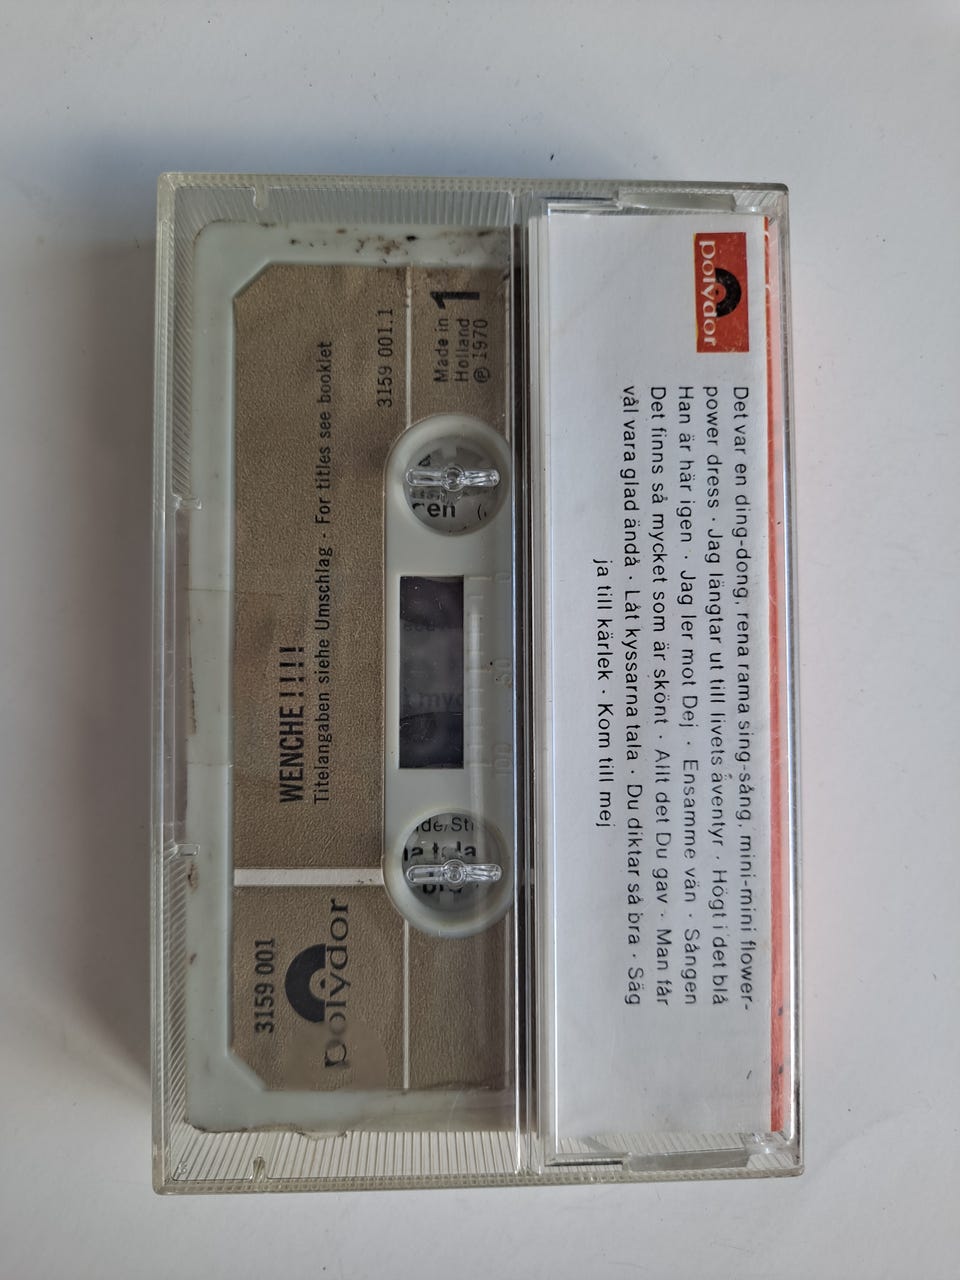 polydor
Det var en ding-dong, rena rama sing-sång, mini-mini flower-
power dress · Jag längtar ut till livets äventyr · Högt i det blå
Han är här igen · Jag ler mot Dej · Ensamme vän · Sången
Det finns så mycket som är skönt · Allt det Du gav · Man får
vål vara glad ändå · Låt kyssarna tala · Du diktar så bra · Säg
ja till kärlek · Kom till mej
3159 001
polydor
WENCHE!!!!
Titelangaben siehe Umschlag · For titles see booklet
3159 001.1
Made in
Holland
℗ 1970
1
0
50
100